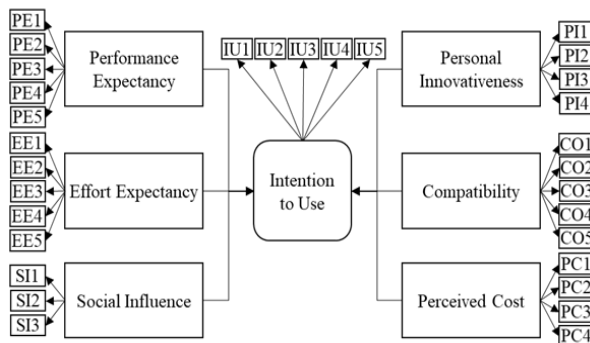 PE1
PE2
PE3
PE4
PE5
Performance
Expectancy
IU1
IU2
IU3
IU4
IU5
Personal
Innovativeness
PI1
PI2
PI3
PI4
EE1
EE2
EE3
EE4
EE5
Effort Expectancy
Intention
to Use
Compatibility
CO1
CO2
CO3
CO4
CO5
SI1
SI2
SI3
Social Influence
Perceived Cost
PC1
PC2
PC3
PC4